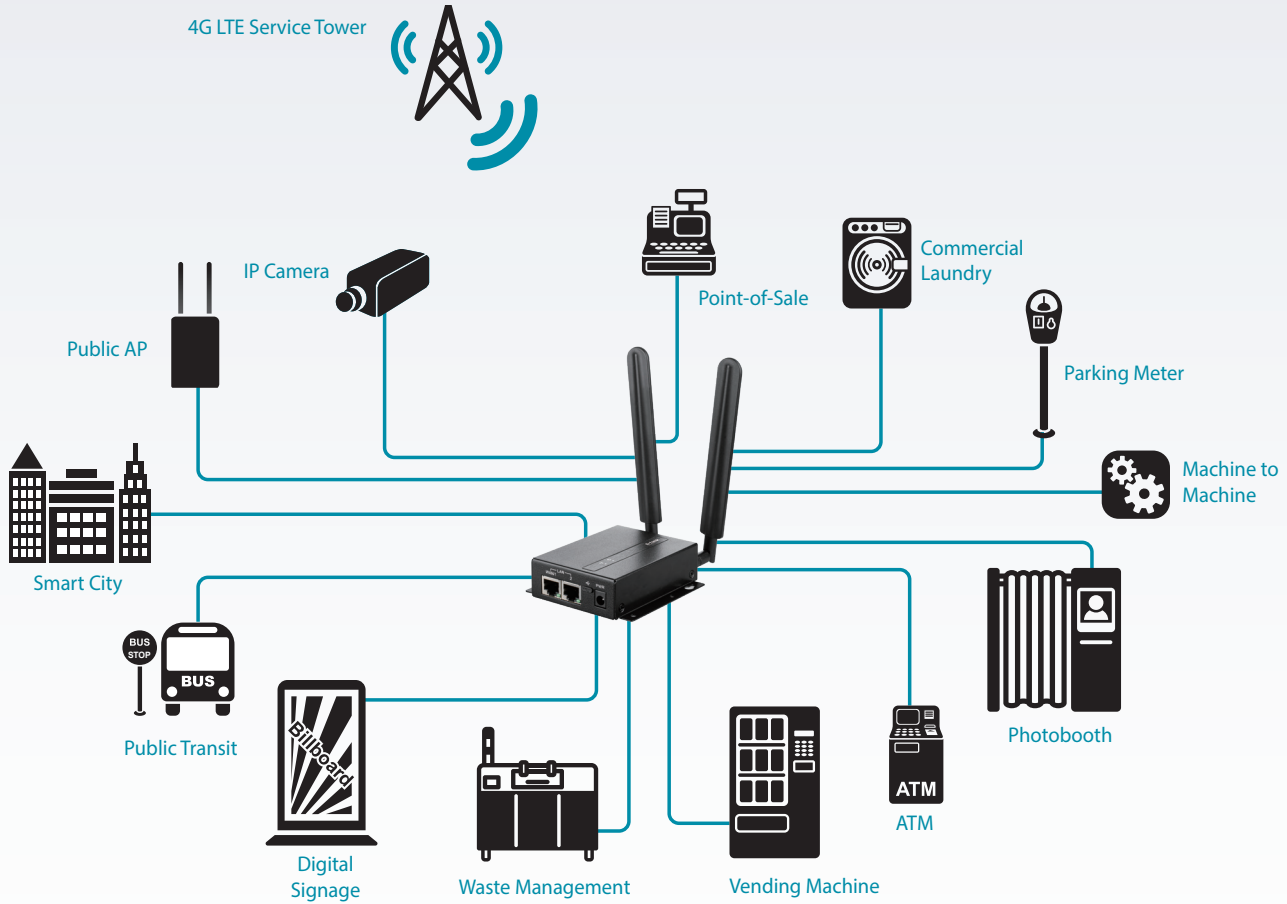 4G LTE Service Tower
IP Camera
Point-of-Sale
Commercial
Laundry
Public AP
Parking Meter
Machine to
Machine
Smart City
LAN
BUS
STOP
BUS
Public Transit
Billboard
Digital
Signage
Waste Management
Vending Machine
ATM
ATM
Photobooth